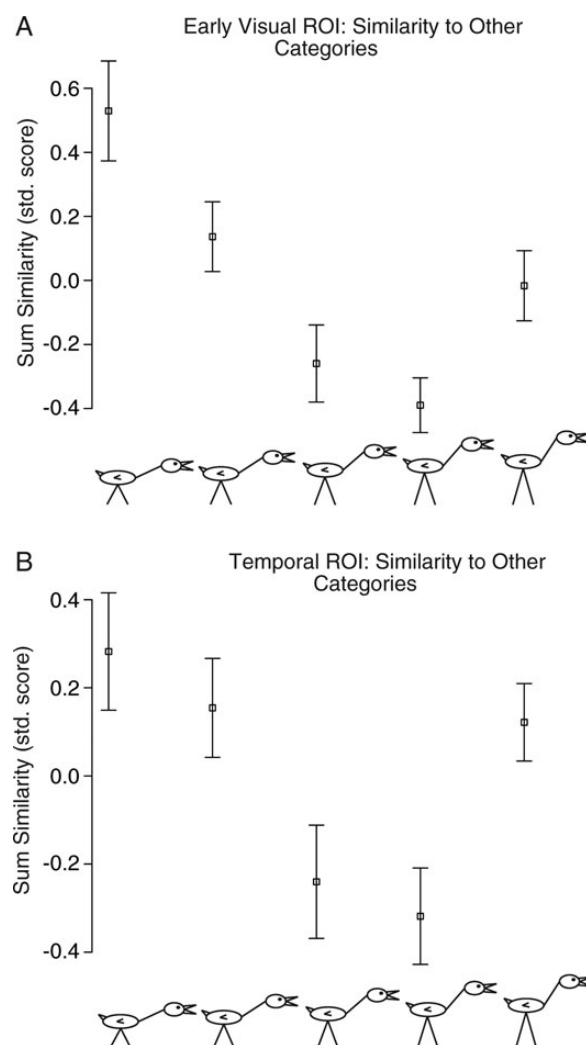 A
Early Visual ROI: Similarity to Other
Categories
Sum Similarity (std. score)
0.6
0.4
0.2
0.0
-0.2
-0.4
B
Temporal ROI: Similarity to Other
Categories
Sum Similarity (std. score)
0.4
0.2
0.0
-0.2
-0.4